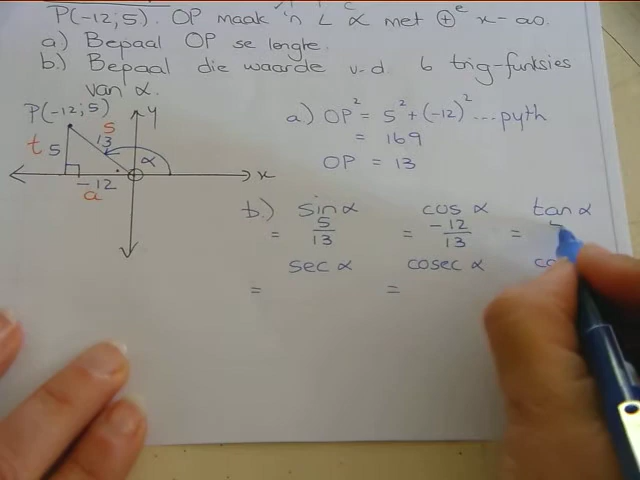 P(-12;5). OP maak 'n ∠ α met ⊕e x-as.
a) Bepaal OP se lengte.
b) Bepaal die waarde v.d. 6 trig-funksies
van α.
P(-12;5)
y
a) OP² = 5² + (-12)² ...pyth
= 169
OP = 13
s
13
t 5
α
-12
a
x
b.) sin α cos α tan α
= 5/13 = -12/13 =
sec α cosec α
= =